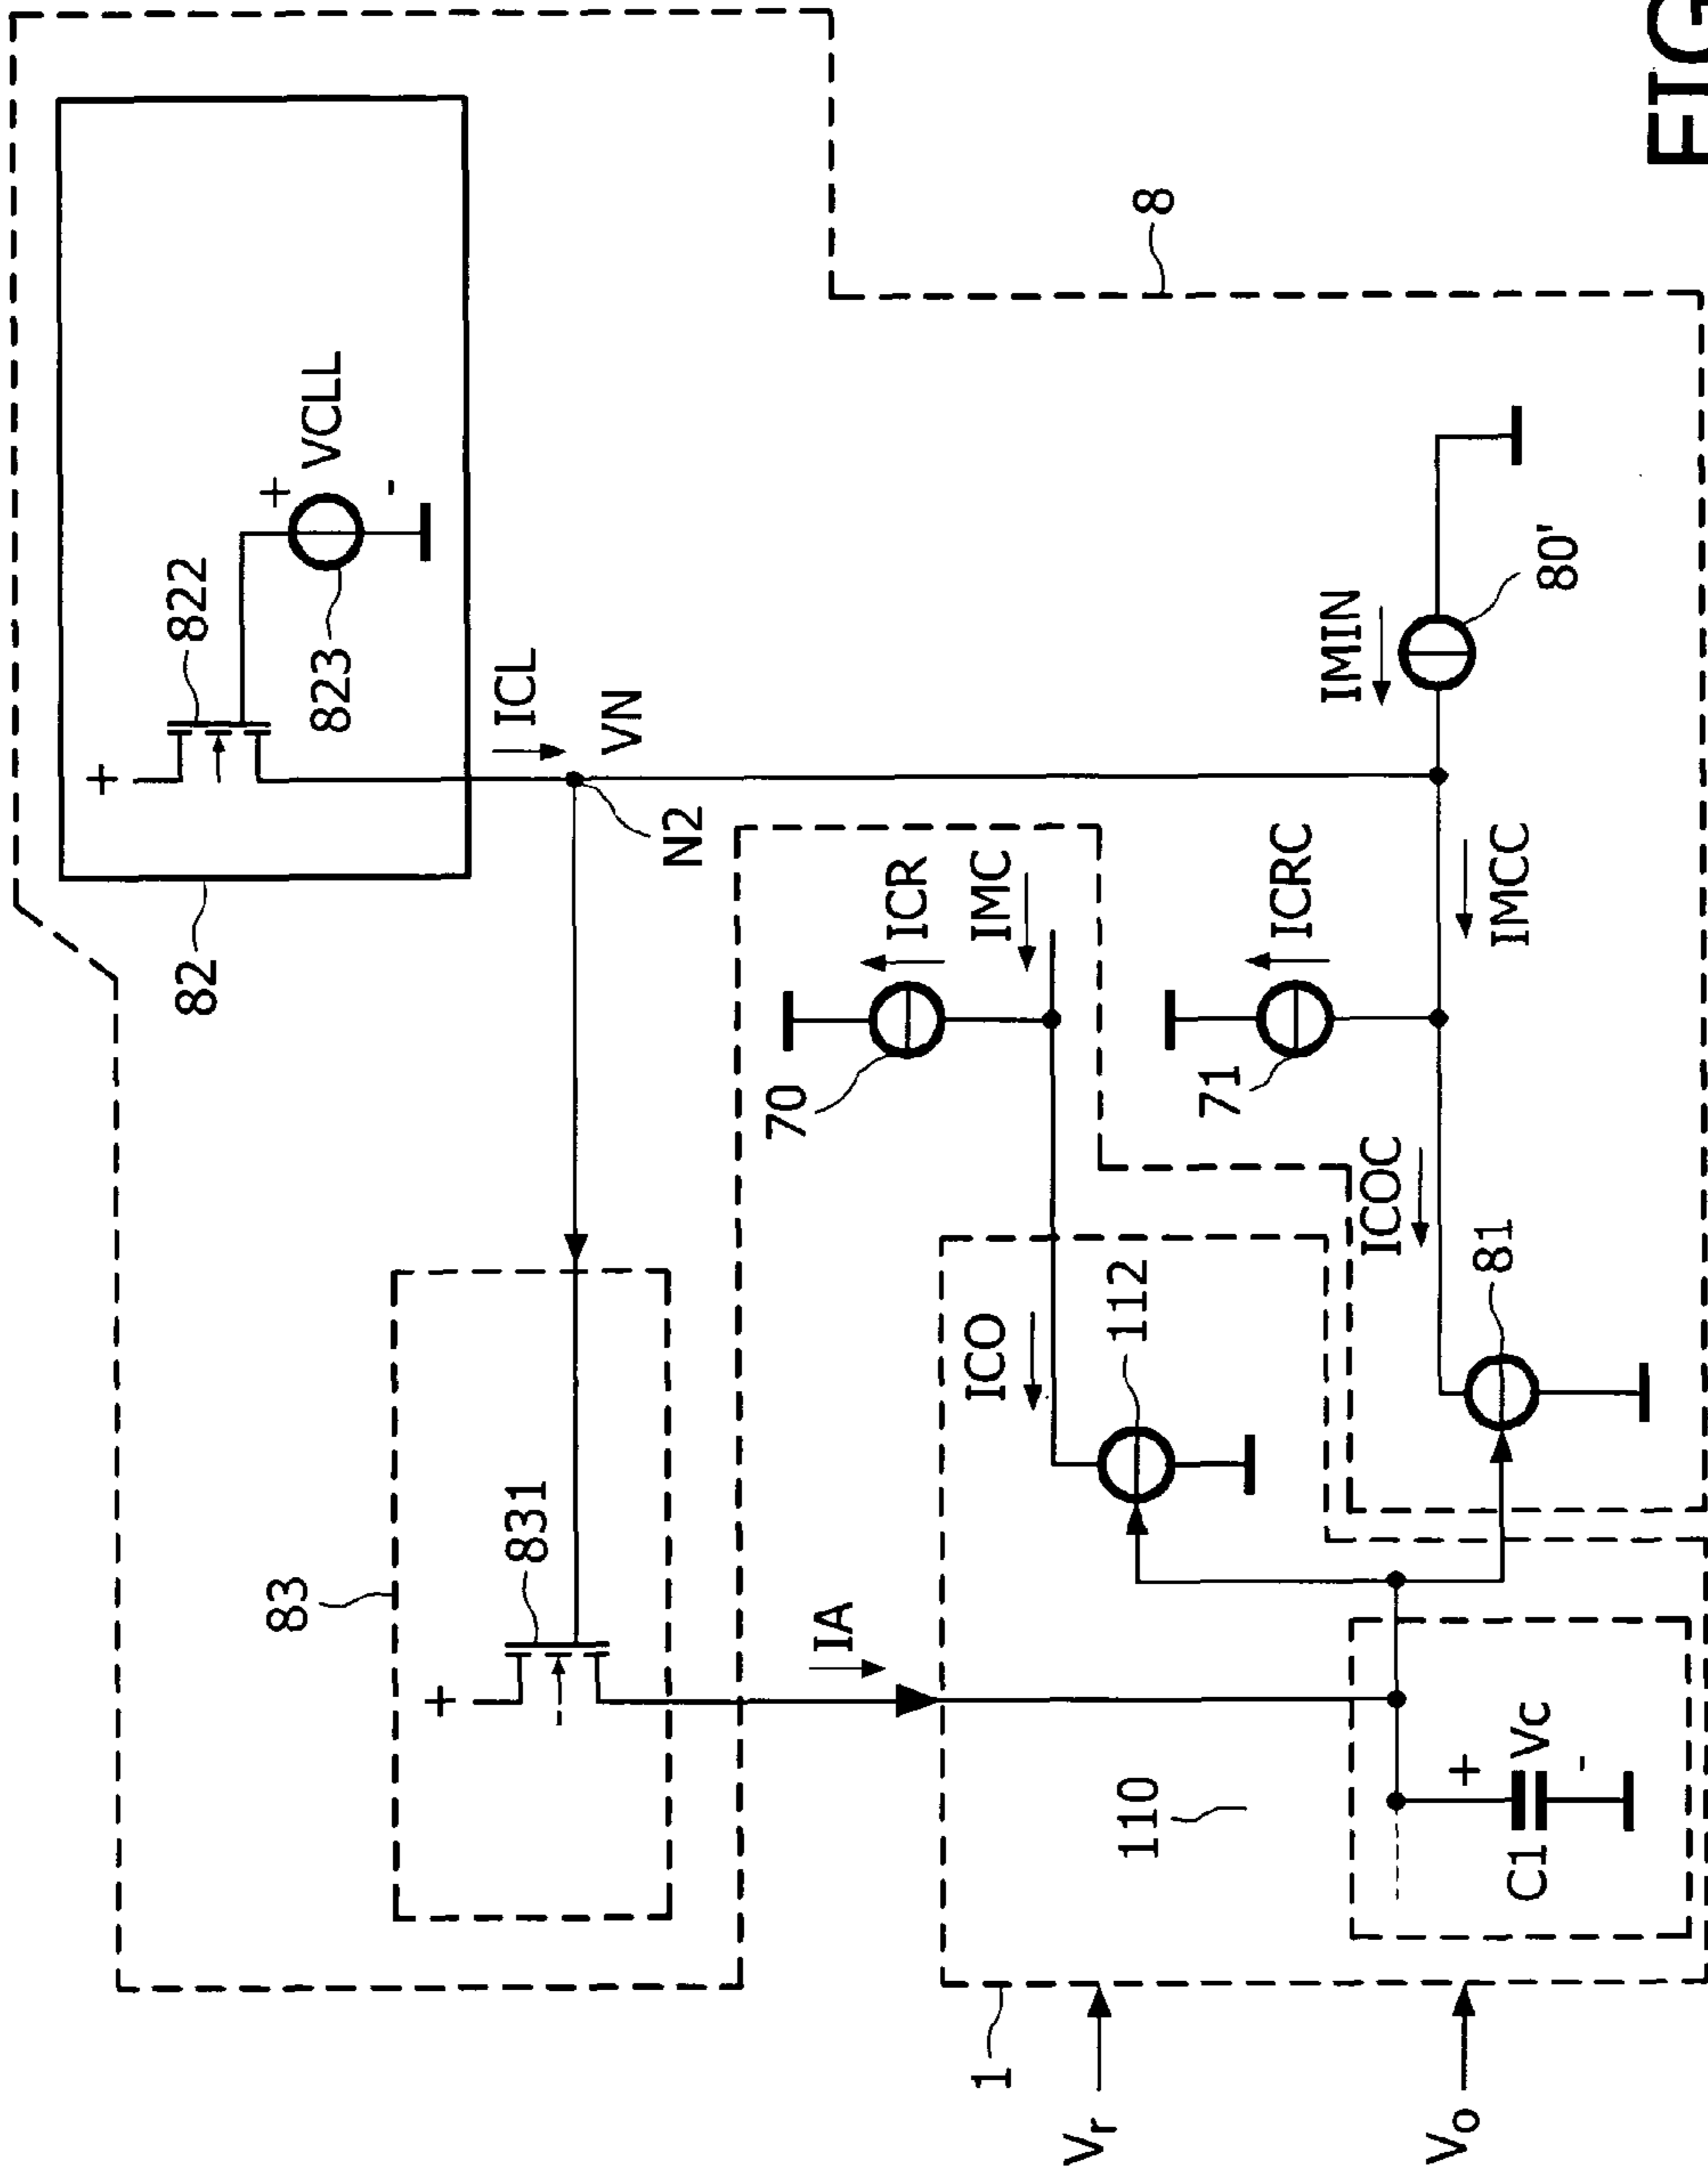 +
82
822
83
+
823
VCLL
-
+
831
ICL
VN
N2
70
IA
ICR
1
ICO
IMC
Vr
110
112
8
71
ICRC
IMIN
ICOC
Vo
+
81
IMCC
C1
Vc
80'
-
FIG